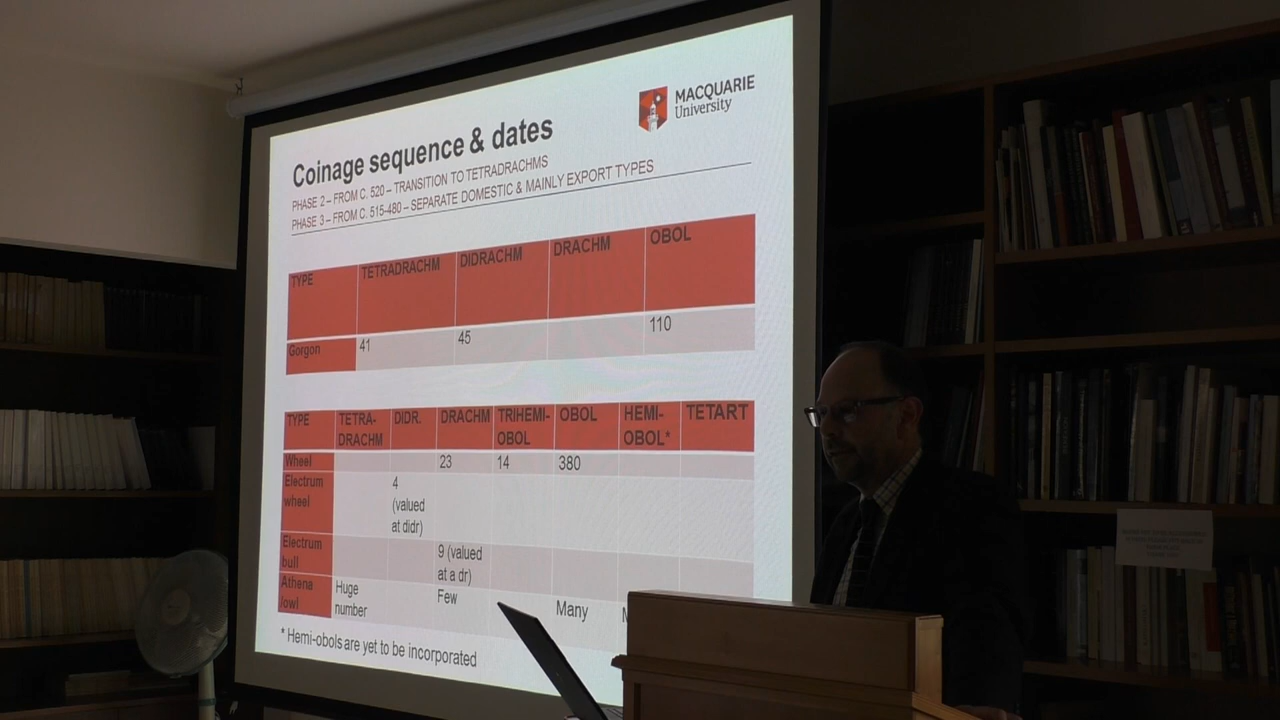 MACQUARIE
University
Coinage sequence & dates
PHASE 2 – FROM C. 520 – TRANSITION TO TETRADRACHMS
PHASE 3 – FROM C. 515-480 – SEPARATE DOMESTIC & MAINLY EXPORT TYPES
TYPE TETRADRACHM DIDRACHM DRACHM OBOL
Gorgon 41 45 110
TYPE TETRA- DIDR. DRACHM TRIHEMI- OBOL HEMI- TETART
DRACHM OBOL OBOL*
Wheel 23 14 380
Electrum 4
wheel (valued
at didr)
Electrum 9 (valued
bull at a dr)
Athena Huge Few Many
/owl number
* Hemi-obols are yet to be incorporated